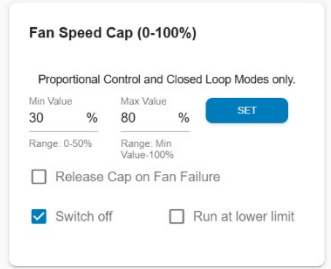 Fan Speed Cap (0-100%)
Proportional Control and Closed Loop Modes only.
Min Value Max Value
30 % 80 % SET
Range: 0-50% Range: Min
Value-100%
Release Cap on Fan Failure
Switch off Run at lower limit